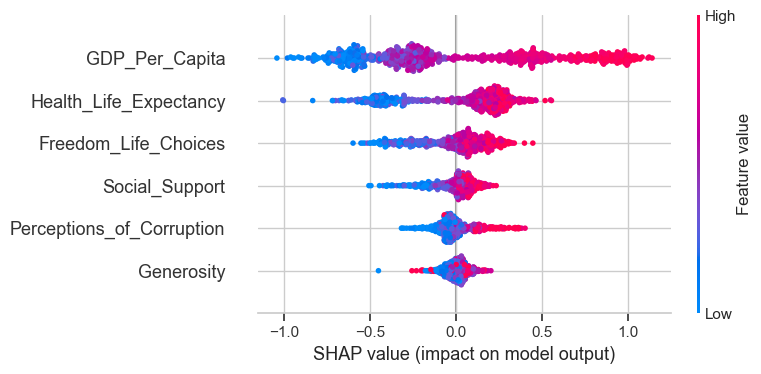 High
GDP_Per_Capita
Health_Life_Expectancy
Freedom_Life_Choices
Social_Support
Perceptions_of_Corruption
Generosity
Feature value
Low
−1.0 −0.5 0.0 0.5 1.0
SHAP value (impact on model output)